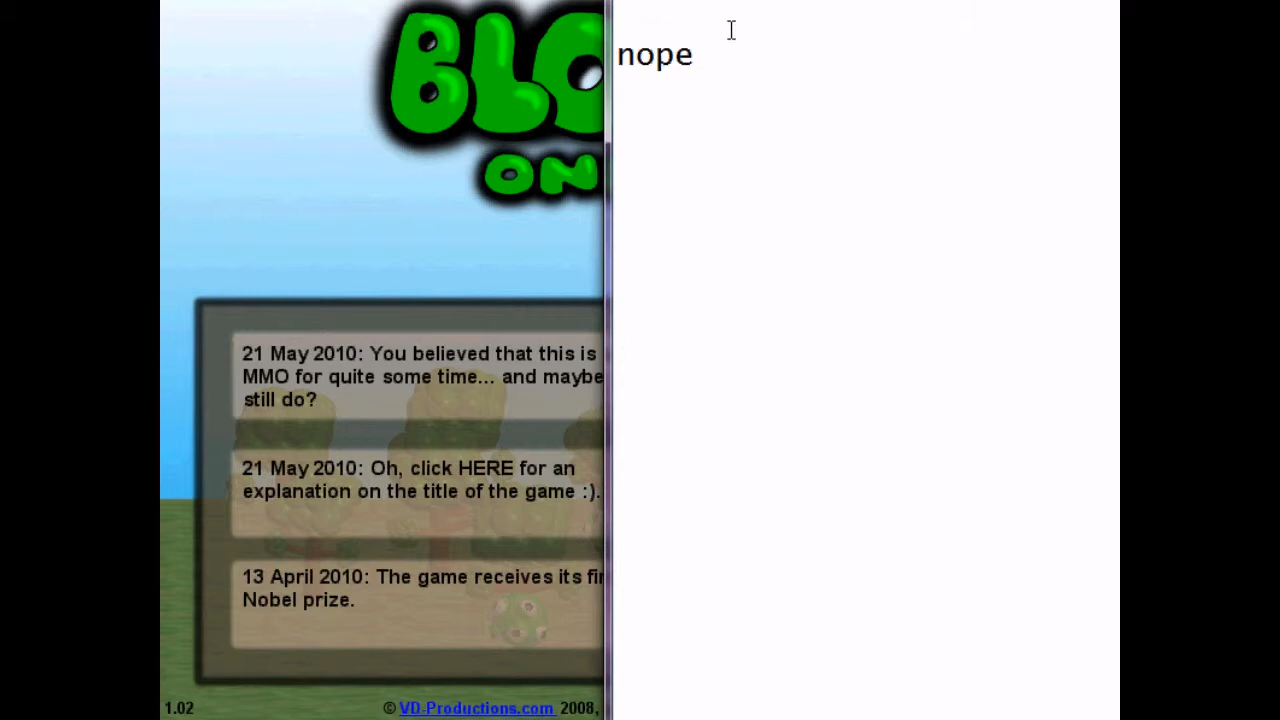 BLO
ON
nope
21 May 2010: You believed that this is
MMO for quite some time... and maybe
still do?
21 May 2010: Oh, click HERE for an
explanation on the title of the game :).
13 April 2010: The game receives its fir
Nobel prize.
1.02
© VD-Productions.com 2008,